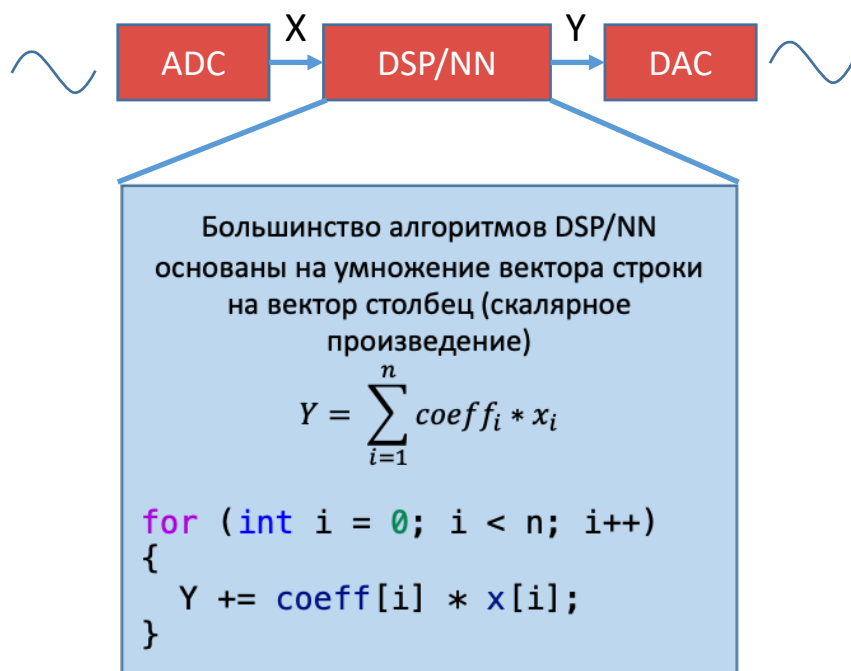 X Y
ADC DSP/NN DAC
Большинство алгоритмов DSP/NN
основаны на умножение вектора строки
на вектор столбец (скалярное
произведение)
n
Y = ∑ coeff_i * x_i
i=1
for (int i = 0; i < n; i++)
{
  Y += coeff[i] * x[i];
}